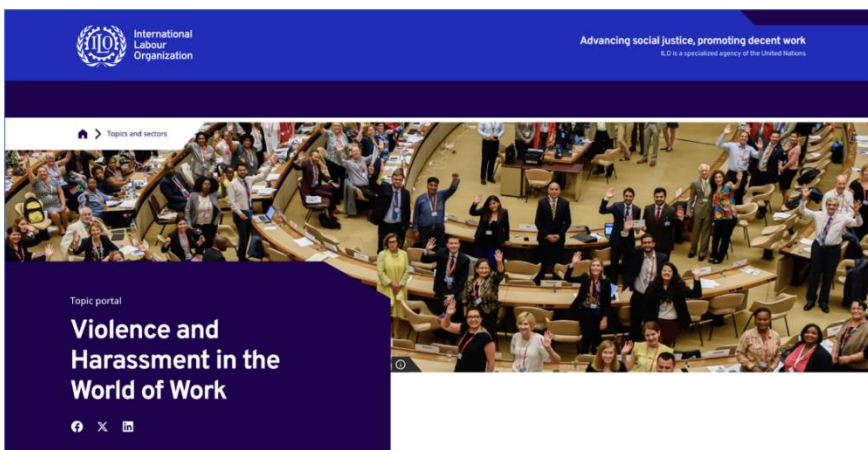 International
Labour
Organization
Advancing social justice, promoting decent work
ILO is a specialized agency of the United Nations
Topics and sectors
Topic portal
Violence and
Harassment in the
World of Work